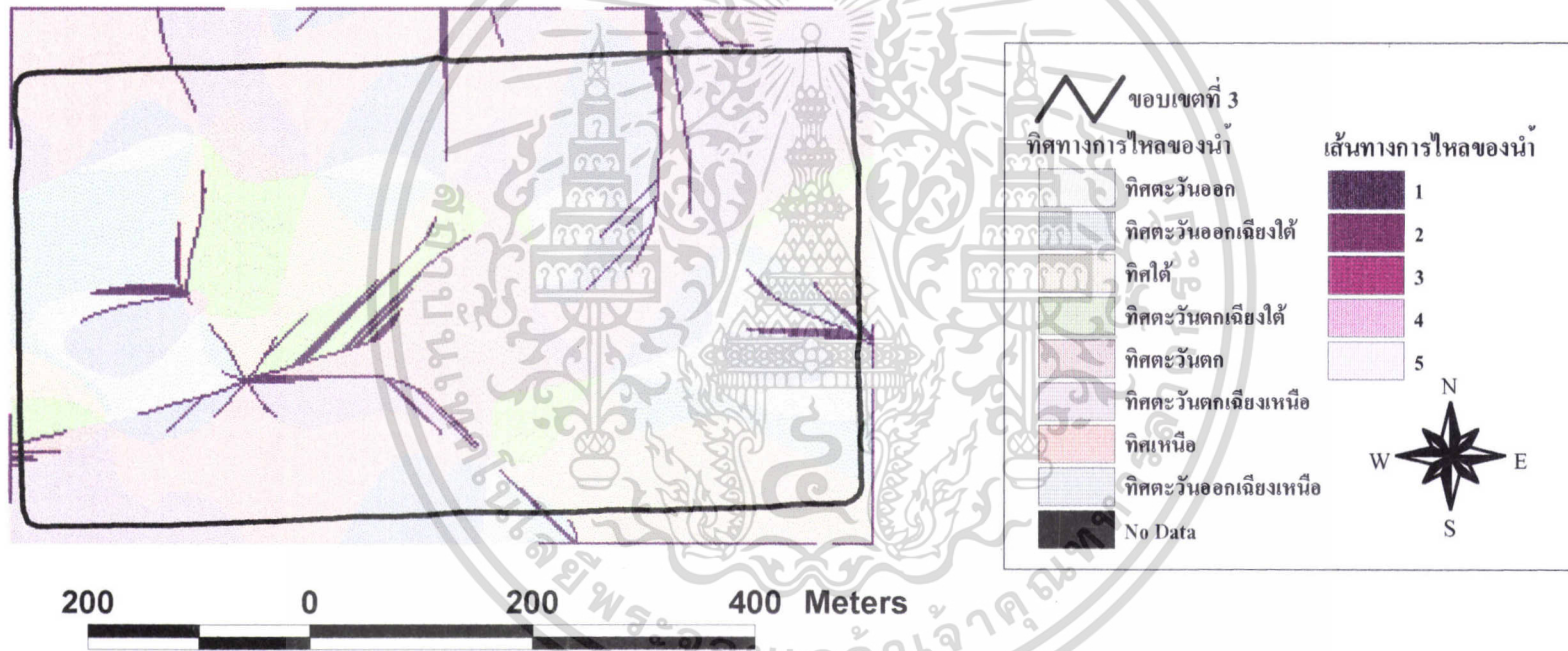 ขอบเขตที่ 3
ทิศทางการไหลของน้ำ
ทิศตะวันออก
ทิศตะวันออกเฉียงใต้
ทิศใต้
ทิศตะวันตกเฉียงใต้
ทิศตะวันตก
ทิศตะวันตกเฉียงเหนือ
ทิศเหนือ
ทิศตะวันออกเฉียงเหนือ
No Data
เส้นทางการไหลของน้ำ
1
2
3
4
5
N
W E
S
200 0 200 400 Meters